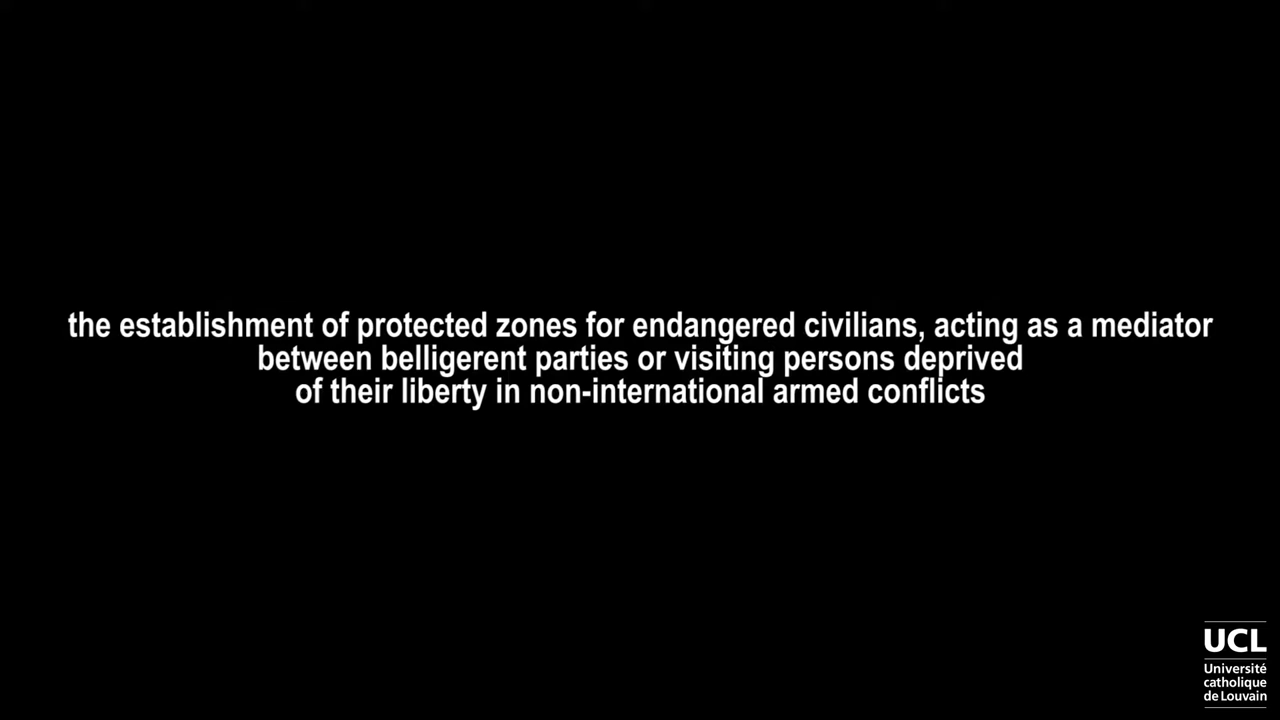 the establishment of protected zones for endangered civilians, acting as a mediator
between belligerent parties or visiting persons deprived
of their liberty in non-international armed conflicts
UCL
Université
catholique
de Louvain